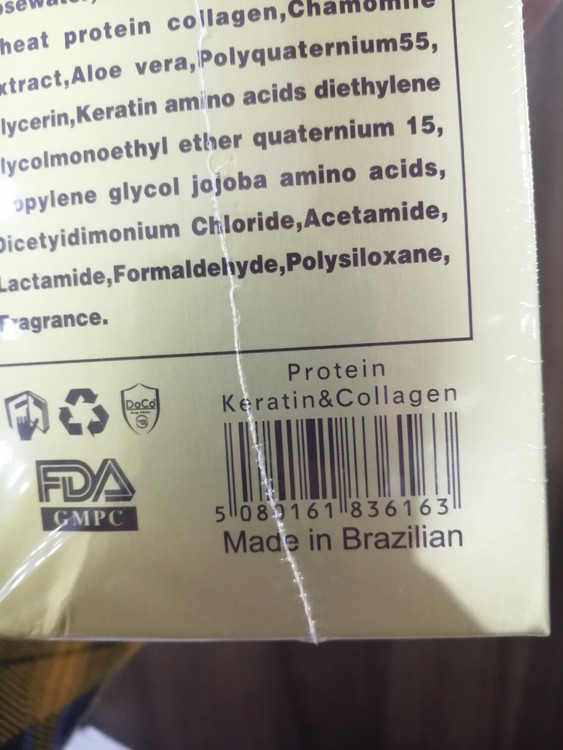 heat protein collagen,Chamomile
xtract,Aloe vera,Polyquaternium55,
lycerin,Keratin amino acids diethylene
lycolmonoethyl ether quaternium 15,
opylene glycol jojoba amino acids,
Dicetyidimonium Chloride,Acetamide,
Lactamide,Formaldehyde,Polysiloxane,
Fragrance.
Protein
Keratin&Collagen
DoCo
FDA
GMPC
5 089161 836163
Made in Brazilian